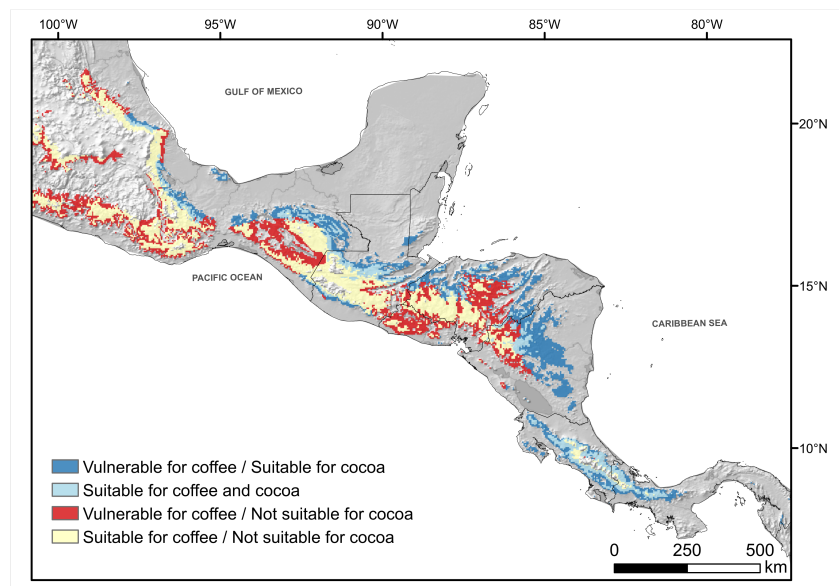 100°W 95°W 90°W 85°W 80°W
GULF OF MEXICO
20°N
PACIFIC OCEAN
15°N
CARIBBEAN SEA
10°N
Vulnerable for coffee / Suitable for cocoa
Suitable for coffee and cocoa
Vulnerable for coffee / Not suitable for cocoa
Suitable for coffee / Not suitable for cocoa
0 250 500
km